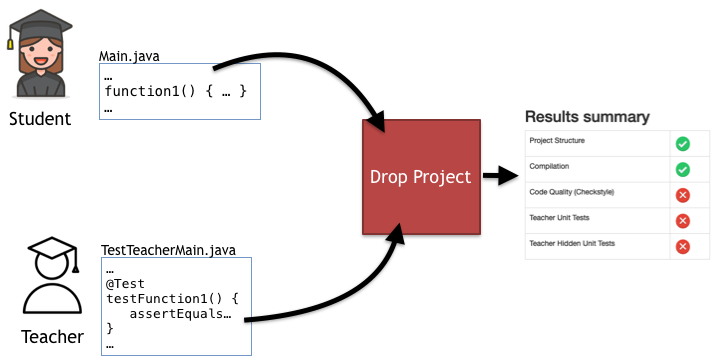 Student
Main.java
…
function1() { … }
…
Drop Project
Results summary
Project Structure
Compilation
Code Quality (Checkstyle)
Teacher Unit Tests
Teacher Hidden Unit Tests
Teacher
TestTeacherMain.java
…
@Test
testFunction1() {
assertEquals…
}
…